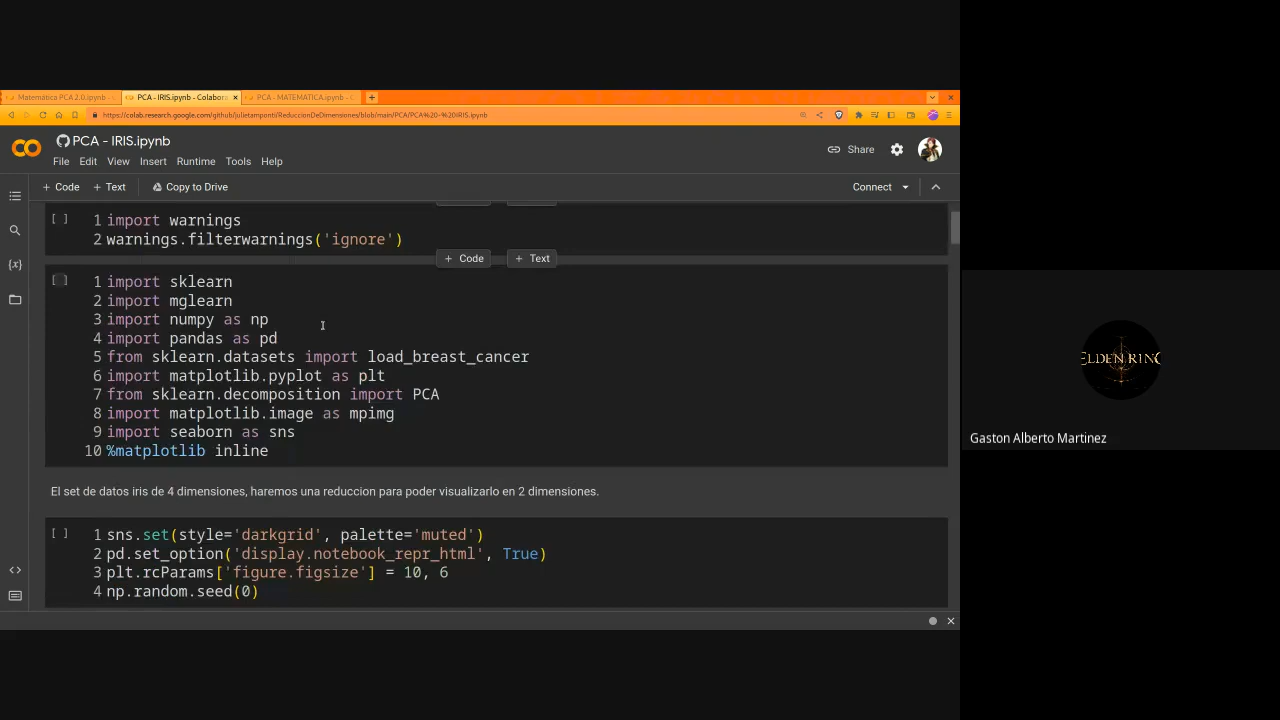 Matemática PCA 2.0.ipynb -
PCA - IRIS.ipynb - Colabora
PCA - MATEMATICA.ipynb - C
https://colab.research.google.com/github/julietamponti/ReduccionDeDimensiones/blob/main/PCA/PCA%20-%20IRIS.ipynb
PCA - IRIS.ipynb
Share
File Edit View Insert Runtime Tools Help
+ Code + Text Copy to Drive
Connect
[ ] 1 import warnings
2 warnings.filterwarnings('ignore')
+ Code + Text
[ ] 1 import sklearn
2 import mglearn
3 import numpy as np
4 import pandas as pd
5 from sklearn.datasets import load_breast_cancer
6 import matplotlib.pyplot as plt
7 from sklearn.decomposition import PCA
8 import matplotlib.image as mpimg
9 import seaborn as sns
10 %matplotlib inline
El set de datos iris de 4 dimensiones, haremos una reduccion para poder visualizarlo en 2 dimensiones.
[ ] 1 sns.set(style='darkgrid', palette='muted')
2 pd.set_option('display.notebook_repr_html', True)
3 plt.rcParams['figure.figsize'] = 10, 6
4 np.random.seed(0)
ELDEN RING
Gaston Alberto Martinez